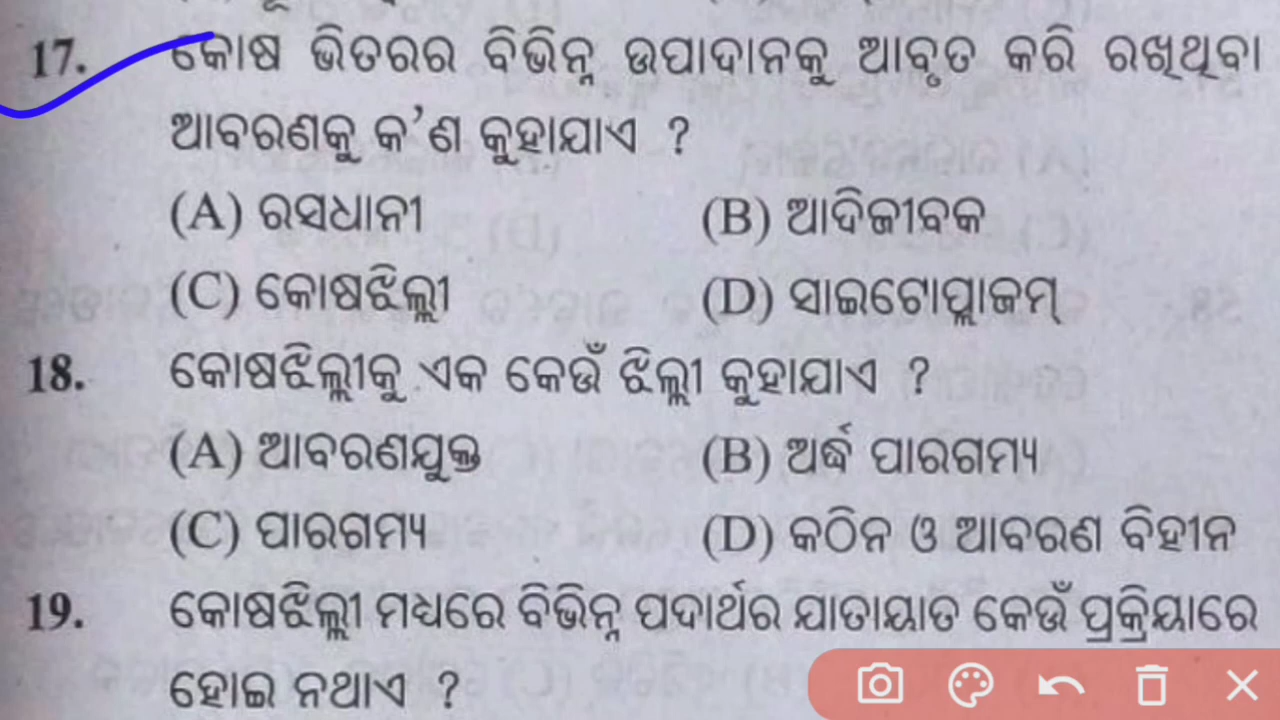 17. କୋଷ ଭିତରର ବିଭିନ୍ନ ଉପାଦାନକୁ ଆବୃତ କରି ରଖିଥିବା
ଆବରଣକୁ କ'ଣ କୁହାଯାଏ ?
(A) ରସଧାନୀ (B) ଆଦିଜୀବକ
(C) କୋଷଝିଲ୍ଲୀ (D) ସାଇଟୋପ୍ଲାଜମ୍
18. କୋଷଝିଲ୍ଲୀକୁ ଏକ କେଉଁ ଝିଲ୍ଲୀ କୁହାଯାଏ ?
(A) ଆବରଣଯୁକ୍ତ (B) ଅର୍ଦ୍ଧ ପାରଗମ୍ୟ
(C) ପାରଗମ୍ୟ (D) କଠିନ ଓ ଆବରଣ ବିହୀନ
19. କୋଷଝିଲ୍ଲୀ ମଧ୍ୟରେ ବିଭିନ୍ନ ପଦାର୍ଥର ଯାତାୟାତ କେଉଁ ପ୍ରକ୍ରିୟାରେ
ହୋଇ ନଥାଏ ?